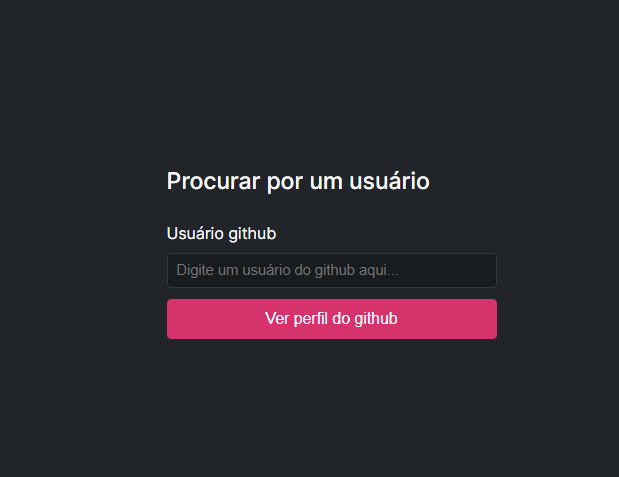 Procurar por um usuário
Usuário github
Digite um usuário do github aqui...
Ver perfil do github